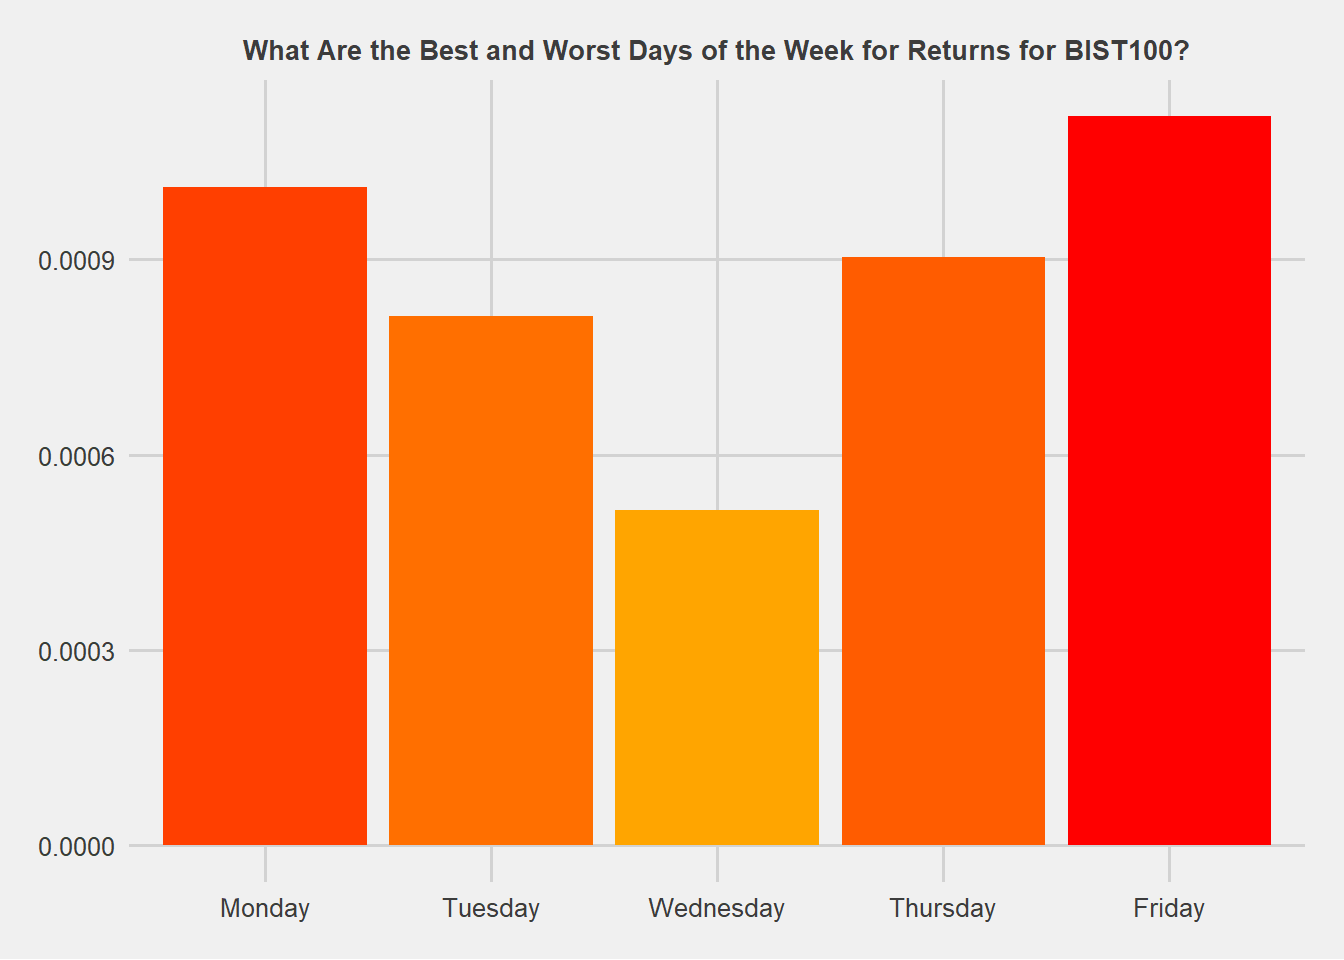 What Are the Best and Worst Days of the Week for Returns for BIST100?
0.0009
0.0006
0.0003
0.0000
Monday
Tuesday
Wednesday
Thursday
Friday